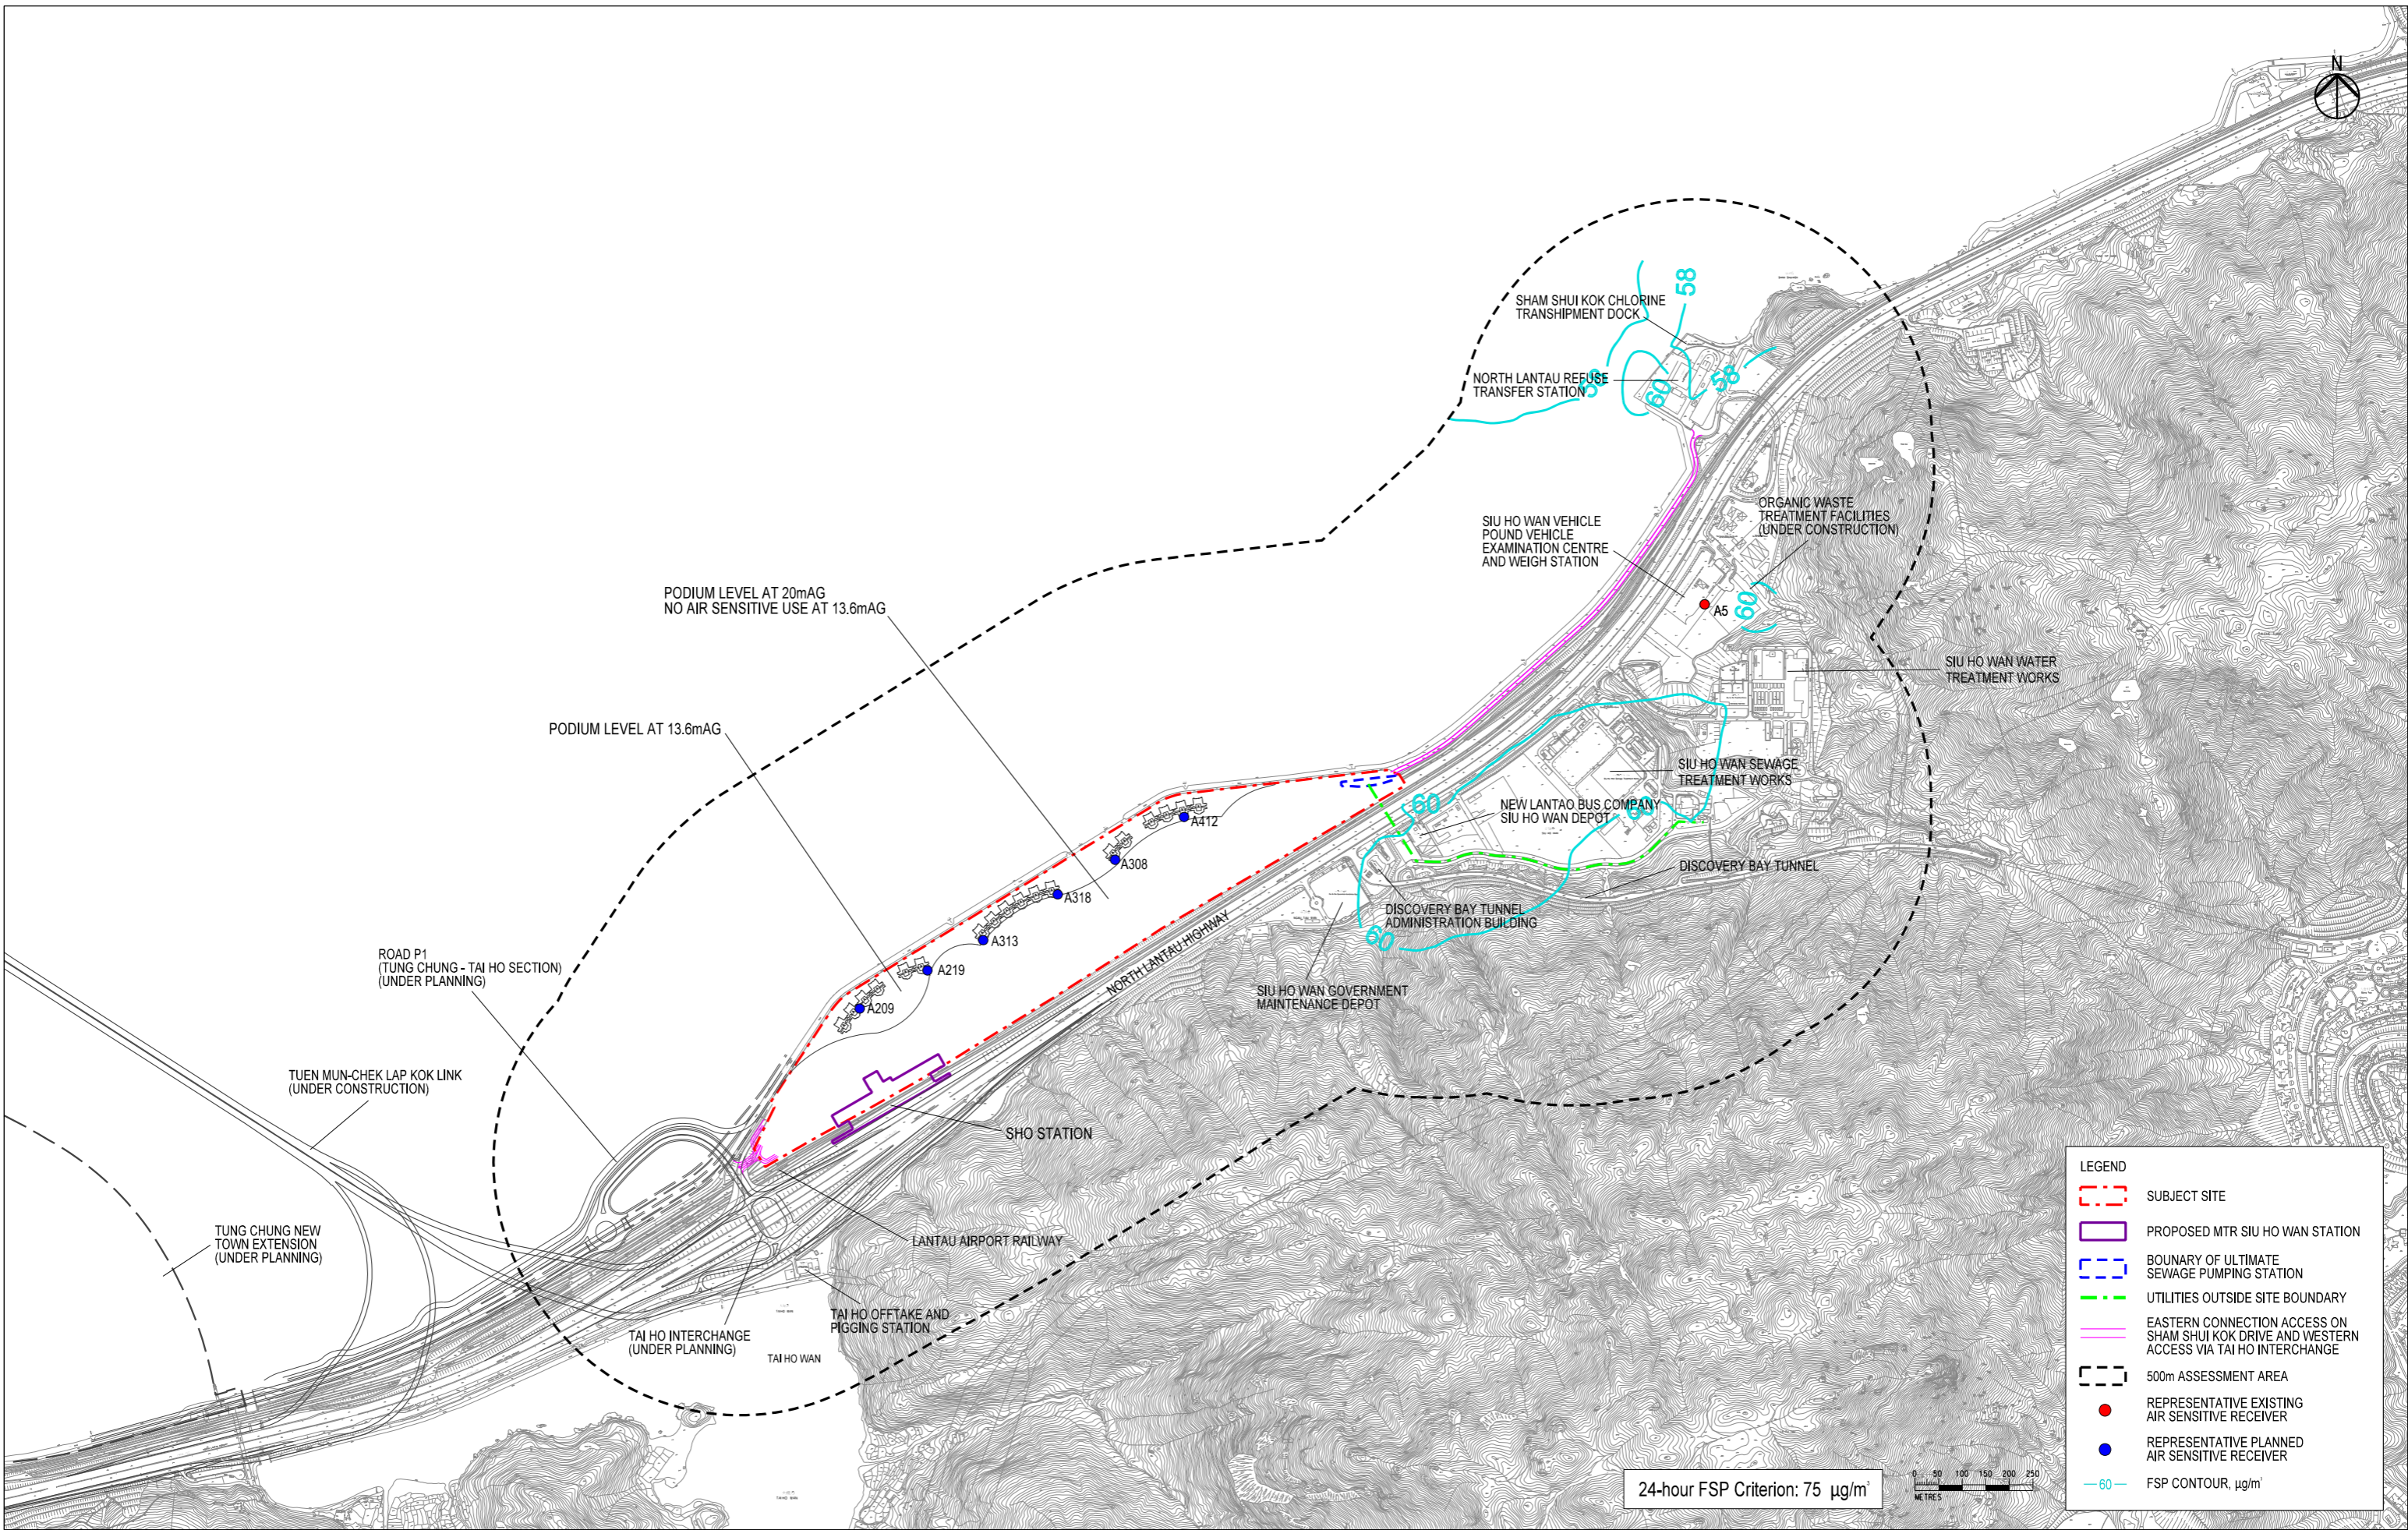 N
58
SHAM SHUI KOK CHLORINE
TRANSHIPMENT DOCK
NORTH LANTAU REFUSE
TRANSFER STATION
58
60
58
ORGANIC WASTE
TREATMENT FACILITIES
(UNDER CONSTRUCTION)
SIU HO WAN VEHICLE
POUND VEHICLE
EXAMINATION CENTRE
AND WEIGH STATION
A5
60
PODIUM LEVEL AT 20mAG
NO AIR SENSITIVE USE AT 13.6mAG
SIU HO WAN WATER
TREATMENT WORKS
PODIUM LEVEL AT 13.6mAG
SIU HO WAN SEWAGE
TREATMENT WORKS
60
NEW LANTAO BUS COMPANY
SIU HO WAN DEPOT
60
A412
A308
DISCOVERY BAY TUNNEL
A318
DISCOVERY BAY TUNNEL
ADMINISTRATION BUILDING
60
A313
NORTH LANTAU HIGHWAY
A219
ROAD P1
(TUNG CHUNG - TAI HO SECTION)
(UNDER PLANNING)
SIU HO WAN GOVERNMENT
MAINTENANCE DEPOT
A209
TUEN MUN-CHEK LAP KOK LINK
(UNDER CONSTRUCTION)
SHO STATION
TUNG CHUNG NEW
TOWN EXTENSION
(UNDER PLANNING)
LANTAU AIRPORT RAILWAY
TAI HO OFFTAKE AND
PIGGING STATION
TAI HO INTERCHANGE
(UNDER PLANNING)
TAI HO WAN
LEGEND
SUBJECT SITE
PROPOSED MTR SIU HO WAN STATION
BOUNARY OF ULTIMATE
SEWAGE PUMPING STATION
UTILITIES OUTSIDE SITE BOUNDARY
EASTERN CONNECTION ACCESS ON
SHAM SHUI KOK DRIVE AND WESTERN
ACCESS VIA TAI HO INTERCHANGE
500m ASSESSMENT AREA
REPRESENTATIVE EXISTING
AIR SENSITIVE RECEIVER
REPRESENTATIVE PLANNED
AIR SENSITIVE RECEIVER
60 FSP CONTOUR, µg/m³
24-hour FSP Criterion: 75 µg/m³
0 50 100 150 200 250
METRES